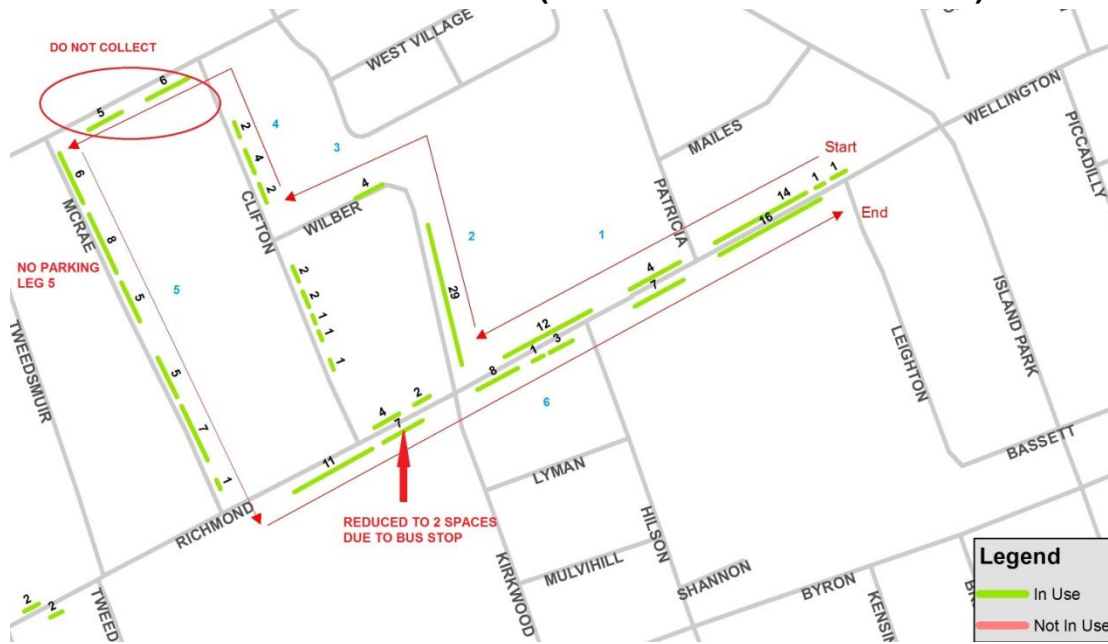 DO NOT COLLECT
WEST VILLAGE
WELLINGTON
PICCADILLY
MAILES
5
6
4
3
2
4
2
6
MCRAE
CLIFTON
WILBER
4
PATRICIA
Start
14
1
1
16
End
2
1
8
5
NO PARKING
LEG 5
5
2
2
1
1
1
29
4
7
12
1
3
8
6
ISLAND PARK
LEIGHTON
TWEEDSMUIR
5
7
1
4
2
7
11
RICHMOND
REDUCED TO 2 SPACES
DUE TO BUS STOP
LYMAN
HILSON
BASSETT
KIRKWOOD
MULVIHILL
SHANNON
BYRON
KENSIN
TWEED
2
2
Legend
In Use
Not In Use